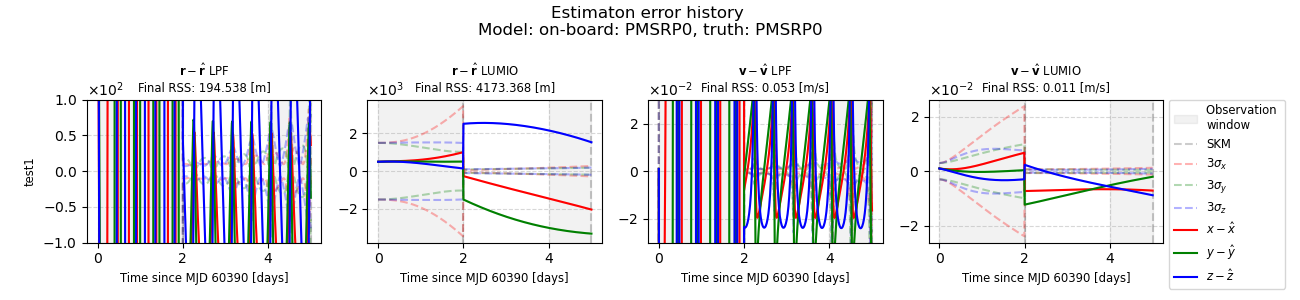 Estimaton error history
Model: on-board: PMSRP0, truth: PMSRP0
r − r̂ LPF
Final RSS: 194.538 [m]
×10²
1.0
0.5
0.0
−0.5
−1.0
test1
0
2
4
Time since MJD 60390 [days]
r − r̂ LUMIO
Final RSS: 4173.368 [m]
×10³
2
0
−2
0
2
4
Time since MJD 60390 [days]
v − v̂ LPF
Final RSS: 0.053 [m/s]
×10⁻²
2
0
−2
0
2
4
Time since MJD 60390 [days]
v − v̂ LUMIO
Final RSS: 0.011 [m/s]
×10⁻²
2
0
−2
0
2
4
Time since MJD 60390 [days]
Observation
window
SKM
3σₓ
3σᵧ
3σ_z
x − x̂
y − ŷ
z − ẑ